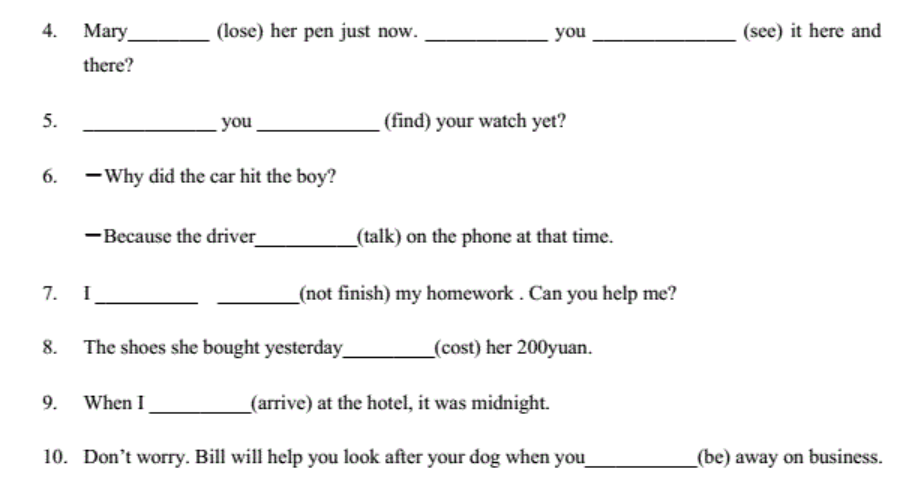 4. Mary________ (lose) her pen just now. ____________ you ______________ (see) it here and
there?
5. _____________ you ____________ (find) your watch yet?
6. －Why did the car hit the boy?
－Because the driver__________(talk) on the phone at that time.
7. I __________ ________(not finish) my homework . Can you help me?
8. The shoes she bought yesterday_________(cost) her 200yuan.
9. When I __________(arrive) at the hotel, it was midnight.
10. Don’t worry. Bill will help you look after your dog when you___________(be) away on business.